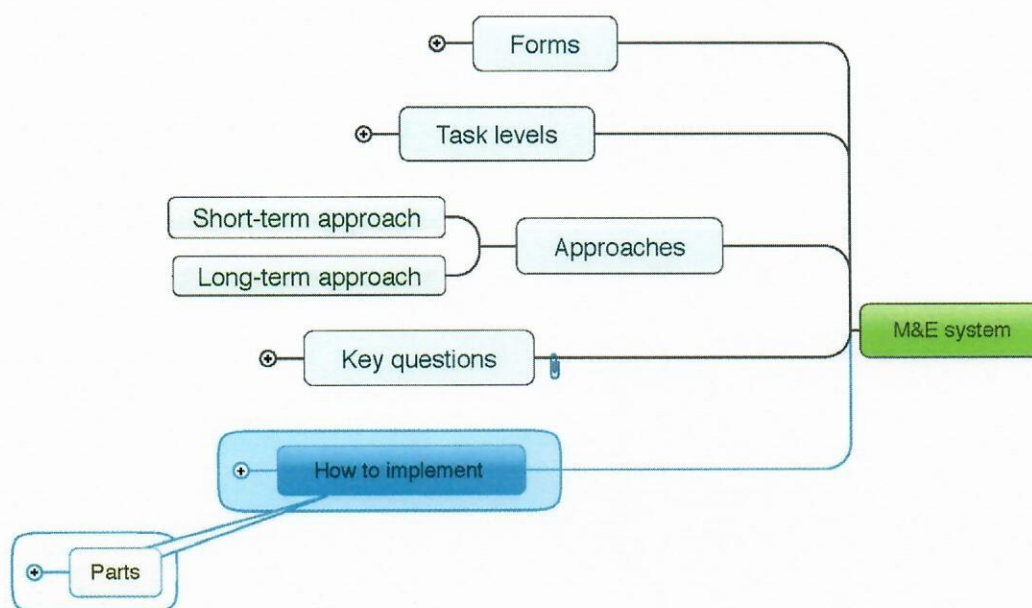 Forms
Task levels
Short-term approach
Approaches
Long-term approach
M&E system
Key questions
How to implement
Parts